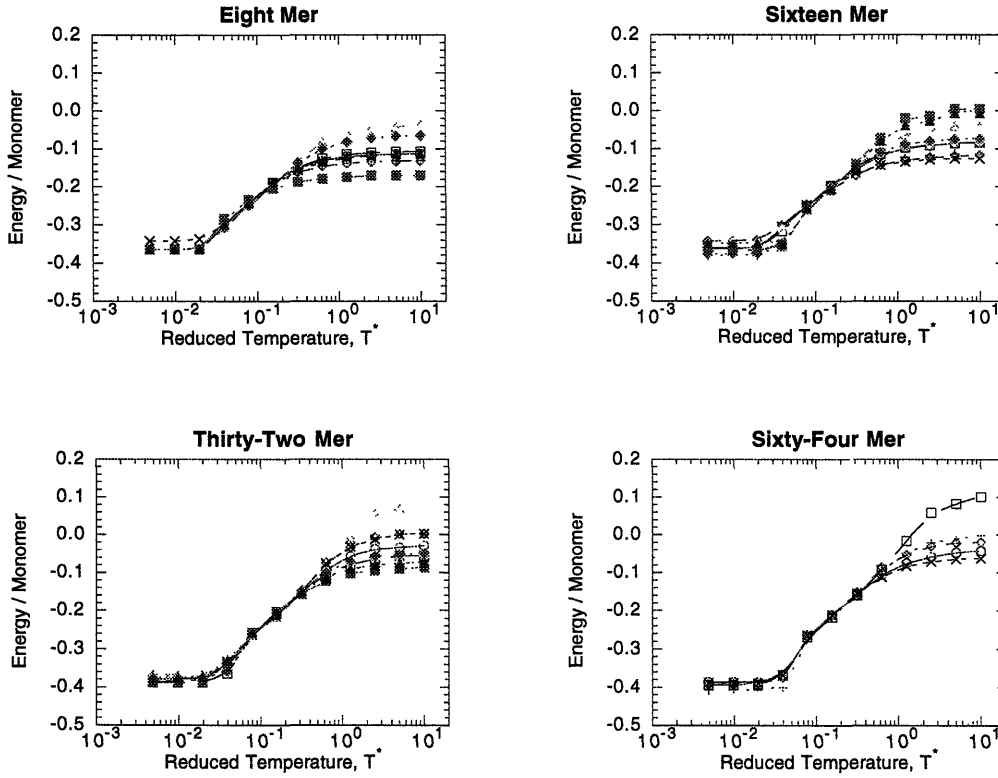 Eight Mer
0.2
0.1
0.0
-0.1
-0.2
-0.3
-0.4
-0.5
Energy / Monomer
10-3 10-2 10-1 100 101
Reduced Temperature, T*
Sixteen Mer
0.2
0.1
0.0
-0.1
-0.2
-0.3
-0.4
-0.5
Energy / Monomer
10-3 10-2 10-1 100 101
Reduced Temperature, T*
Thirty-Two Mer
0.2
0.1
0.0
-0.1
-0.2
-0.3
-0.4
-0.5
Energy / Monomer
10-3 10-2 10-1 100 101
Reduced Temperature, T*
Sixty-Four Mer
0.2
0.1
0.0
-0.1
-0.2
-0.3
-0.4
-0.5
Energy / Monomer
10-3 10-2 10-1 100 101
Reduced Temperature, T*